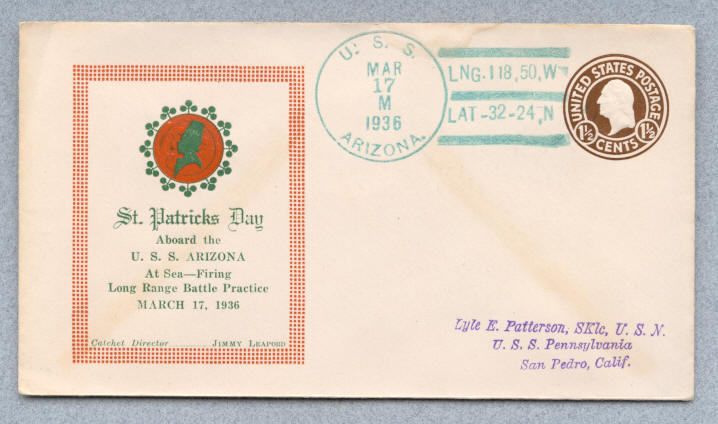 U. S. S.
MAR
17
M
1936
ARIZONA.
LNG.118,50,W
LAT-32-24,N
UNITED STATES POSTAGE
1½ CENTS 1½
St. Patricks Day
Aboard the
U. S. S. ARIZONA
At Sea—Firing
Long Range Battle Practice
MARCH 17, 1936
Catchet Director JIMMY LEAFORD
Lyle E. Patterson, SK1c, U. S. N.
U. S. S. Pennsylvania
San Pedro, Calif.